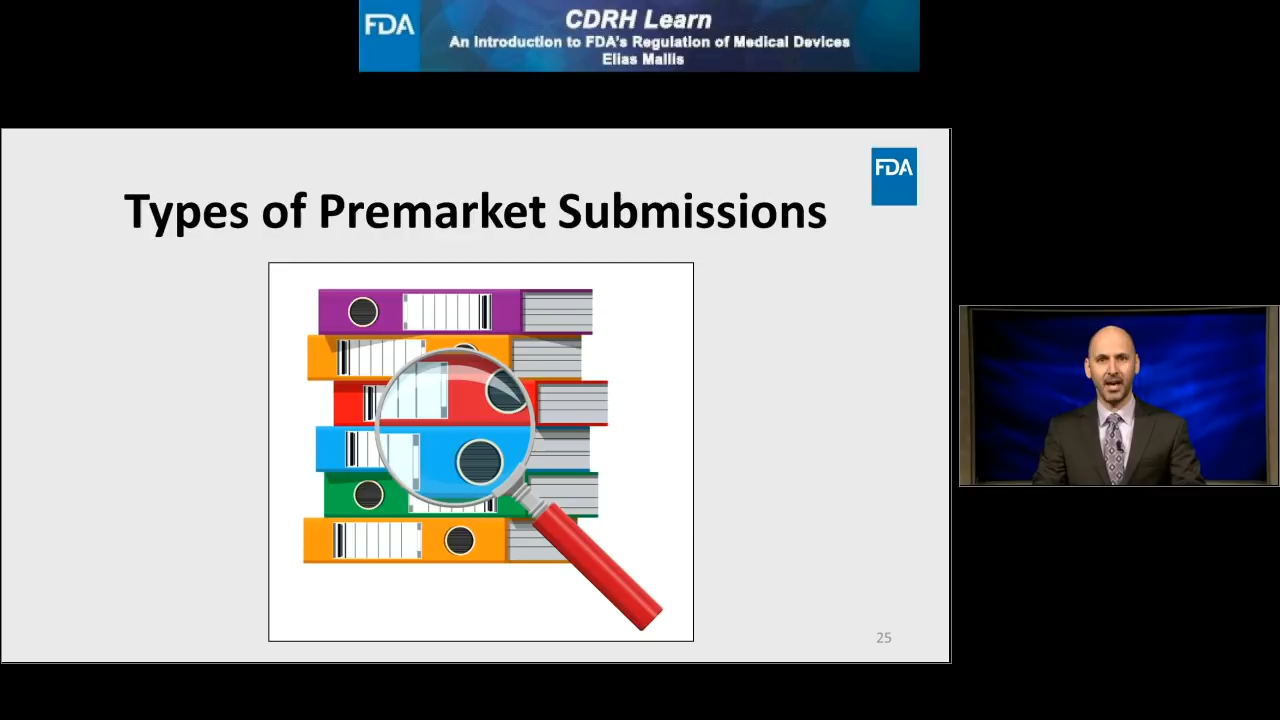 FDA
CDRH Learn
An Introduction to FDA's Regulation of Medical Devices
Elias Mallis
FDA
Types of Premarket Submissions
25